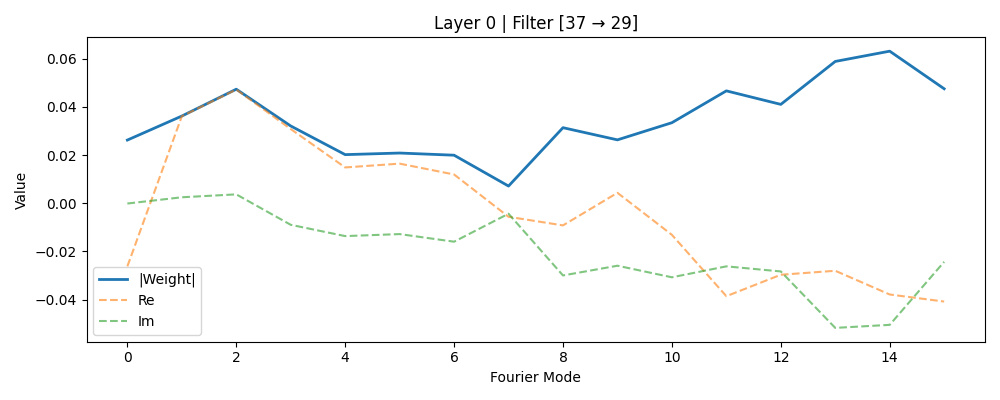 Layer 0 | Filter [37 → 29]
Value
0.06
0.04
0.02
0.00
−0.02
−0.04
|Weight|
Re
Im
0 2 4 6 8 10 12 14
Fourier Mode